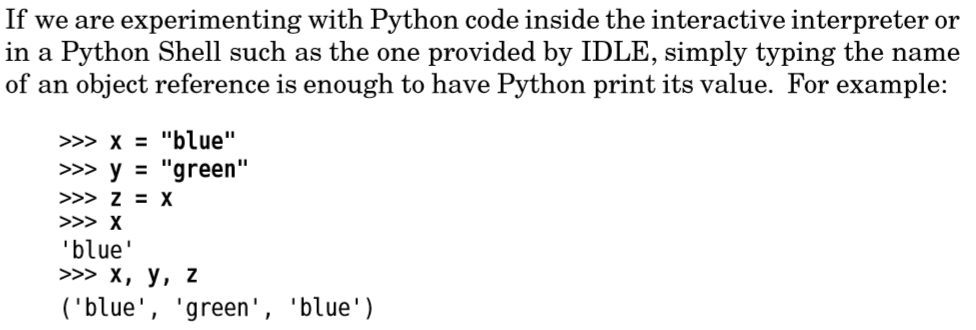 If we are experimenting with Python code inside the interactive interpreter or
in a Python Shell such as the one provided by IDLE, simply typing the name
of an object reference is enough to have Python print its value. For example:
>>> x = "blue"
>>> y = "green"
>>> z = x
>>> x
'blue'
>>> x, y, z
('blue', 'green', 'blue')